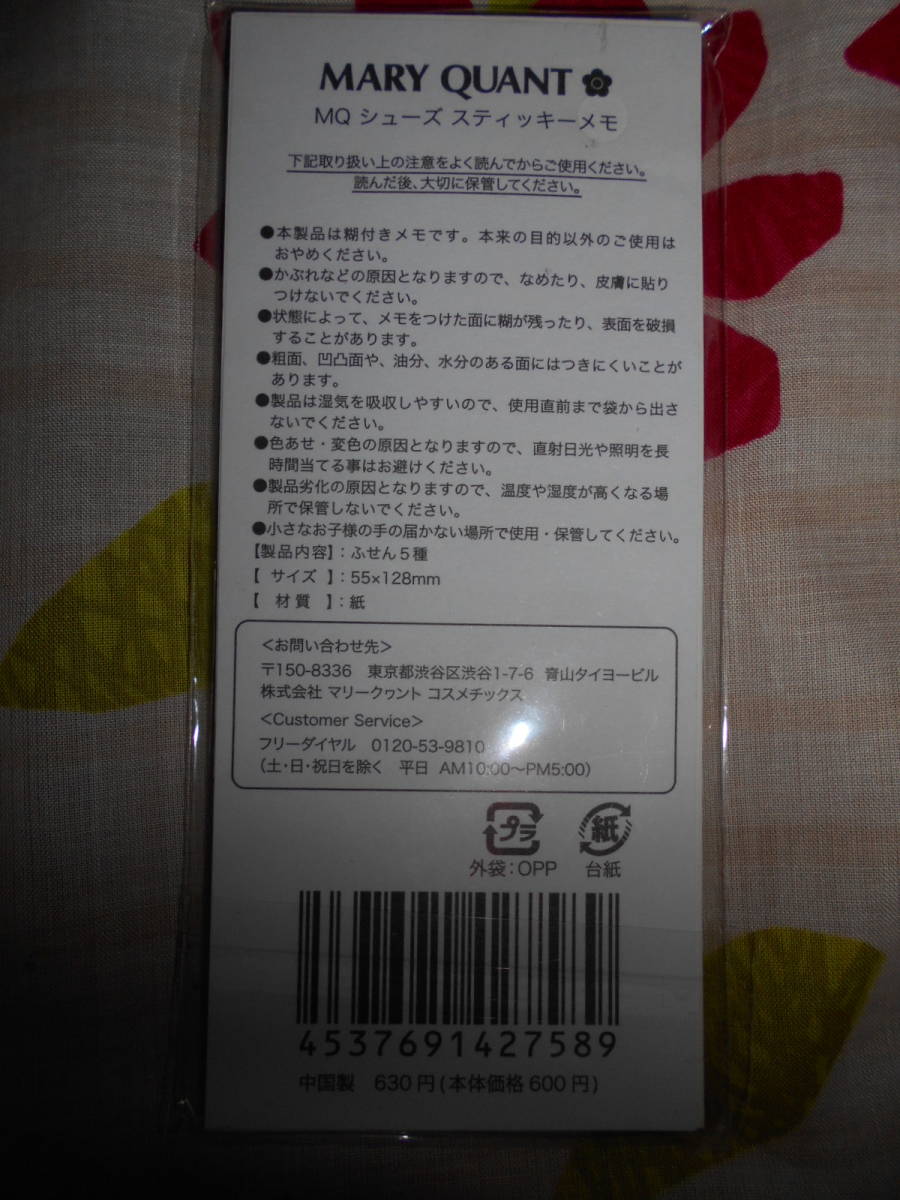 MARY QUANT
MQ シューズ スティッキーメモ
下記取り扱い上の注意をよく読んでからご使用ください。
読んだ後、大切に保管してください。
●本製品は糊付きメモです。本来の目的以外のご使用は
おやめください。
●かぶれなどの原因となりますので、なめたり、皮膚に貼り
つけないでください。
●状態によって、メモをつけた面に糊が残ったり、表面を破損
することがあります。
●粗面、凹凸面や、油分、水分のある面にはつきにくいことが
あります。
●製品は湿気を吸収しやすいので、使用直前まで袋から出さ
ないでください。
●色あせ・変色の原因となりますので、直射日光や照明を長
時間当てる事はお避けください。
●製品劣化の原因となりますので、温度や湿度が高くなる場
所で保管しないでください。
●小さなお子様の手の届かない場所で使用・保管してください。
【製品内容】：ふせん５種
【 サイズ 】：55×128mm
【 材質 】：紙
＜お問い合わせ先＞
〒150-8336 東京都渋谷区渋谷1-7-6 青山タイヨービル
株式会社 マリークヮント コスメチックス
＜Customer Service＞
フリーダイヤル 0120-53-9810
（土・日・祝日を除く 平日 AM10:00〜PM5:00）
プラ 紙
外袋：OPP 台紙
4537691427589
中国製 630円(本体価格600円)